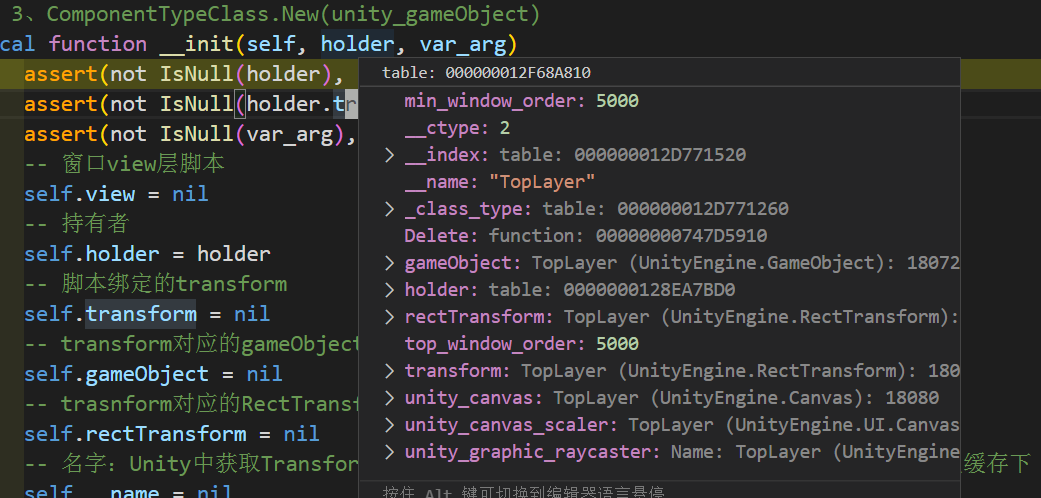 3、ComponentTypeClass.New(unity_gameObject)
cal function __init(self, holder, var_arg)
assert(not IsNull(holder),
assert(not IsNull(holder.tr
assert(not IsNull(var_arg),
-- 窗口view层脚本
self.view = nil
-- 持有者
self.holder = holder
-- 脚本绑定的transform
self.transform = nil
-- transform对应的gameObject
self.gameObject = nil
-- trasnform对应的RectTransf
self.rectTransform = nil
-- 名字：Unity中获取Transfor
缓存下
self.__name = nil
table: 000000012F68A810
min_window_order: 5000
__ctype: 2
__index: table: 000000012D771520
__name: "TopLayer"
_class_type: table: 000000012D771260
Delete: function: 00000000747D5910
gameObject: TopLayer (UnityEngine.GameObject): 18072
holder: table: 0000000128EA7BD0
rectTransform: TopLayer (UnityEngine.RectTransform):
top_window_order: 5000
transform: TopLayer (UnityEngine.RectTransform): 180
unity_canvas: TopLayer (UnityEngine.Canvas): 18080
unity_canvas_scaler: TopLayer (UnityEngine.UI.Canvas
unity_graphic_raycaster: Name: TopLayer (UnityEngine
按住 Alt 键可切换到编辑器语言悬停